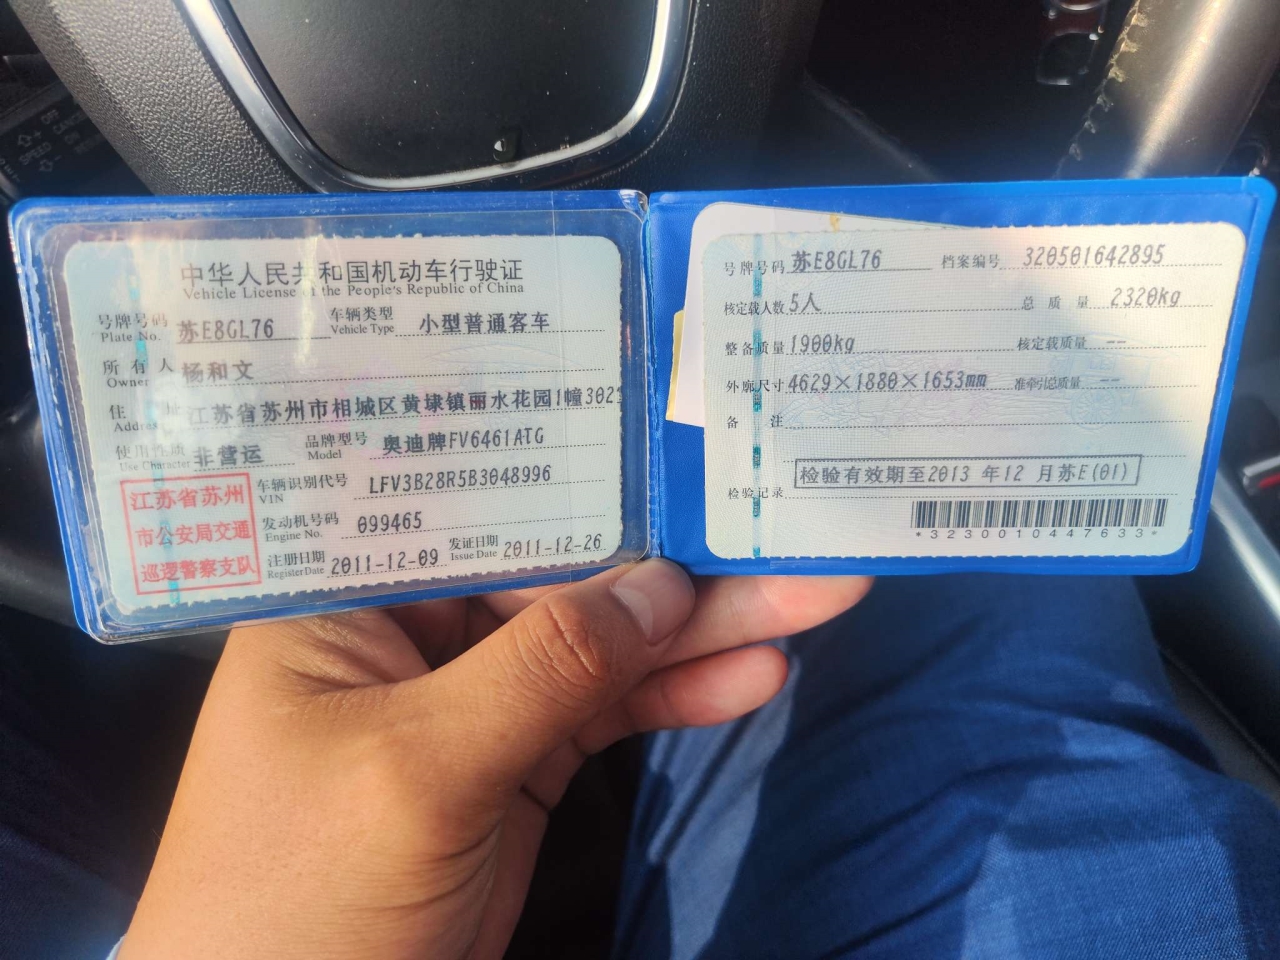 中华人民共和国机动车行驶证
Vehicle License of the People's Republic of China
号牌号码 苏E8GL76 车辆类型 小型普通客车
Plate No. Vehicle Type
所有人 杨和文
Owner
住址 江苏省苏州市相城区黄埭镇丽水花园1幢302
Address
使用性质 非营运 品牌型号 奥迪牌FV6461ATG
Use Character Model
江苏省苏州
市公安局交通
巡逻警察支队
车辆识别代号 LFV3B28R5B3048996
VIN
发动机号码 099465
Engine No.
注册日期 2011-12-09 发证日期 2011-12-26
Register Date Issue Date
号牌号码 苏E8GL76 档案编号 320501642895
核定载人数 5人 总质量 2320kg
整备质量 1900kg 核定载质量 --
外廓尺寸 4629×1880×1653mm 准牵引总质量 --
备注
检验有效期至2013 年12 月苏E(01)
检验记录
*3230010447633*